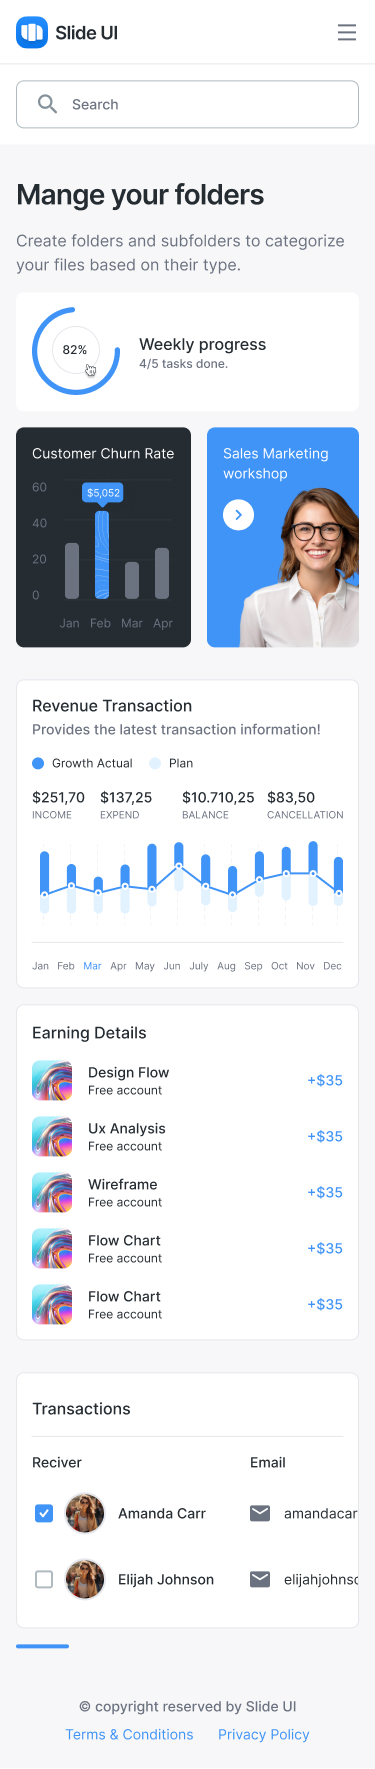 Slide UI
Search
Mange your folders
Create folders and subfolders to categorize
your files based on their type.
82%
Weekly progress
4/5 tasks done.
Customer Churn Rate
60
$5,052
40
20
0
Jan Feb Mar Apr
Sales Marketing
workshop
Revenue Transaction
Provides the latest transaction information!
Growth Actual Plan
$251,70 $137,25 $10.710,25 $83,50
INCOME EXPEND BALANCE CANCELLATION
Jan Feb Mar Apr May Jun July Aug Sep Oct Nov Dec
Earning Details
Design Flow
Free account
+$35
Ux Analysis
Free account
+$35
Wireframe
Free account
+$35
Flow Chart
Free account
+$35
Flow Chart
Free account
+$35
Transactions
Reciver Email
Amanda Carr amandacar
Elijah Johnson elijahjohnso
© copyright reserved by Slide UI
Terms & Conditions Privacy Policy